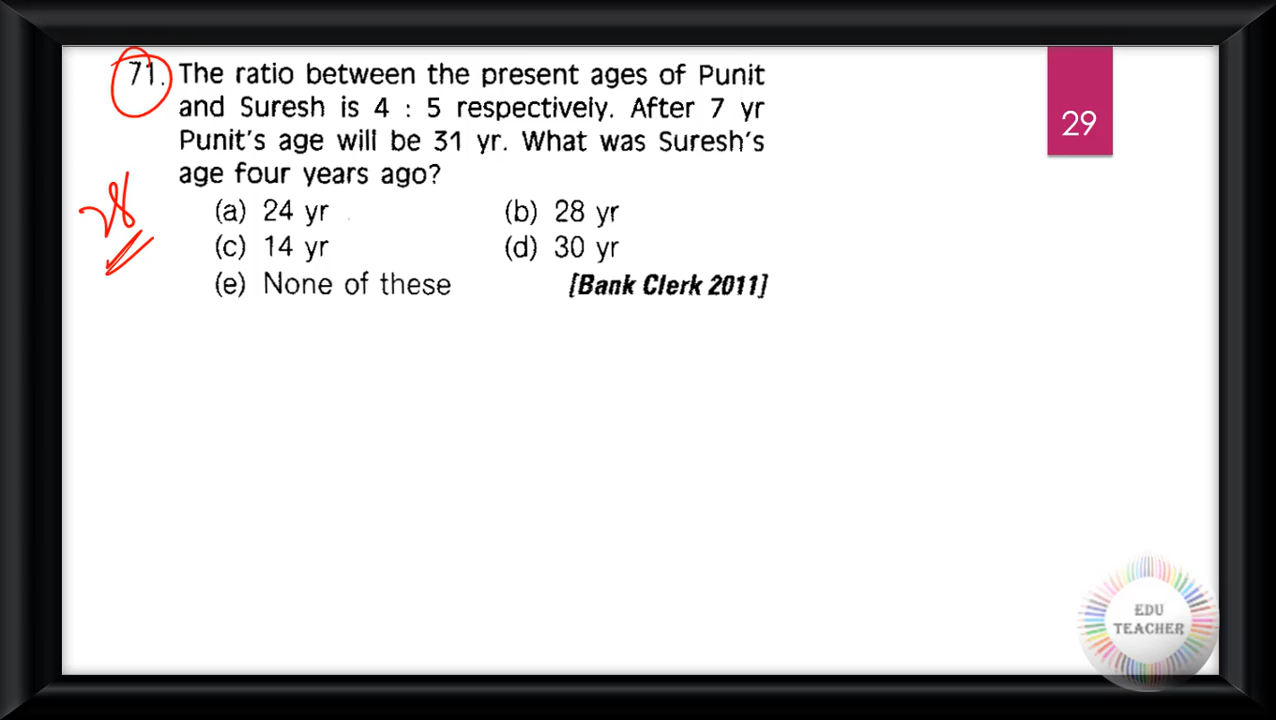 71. The ratio between the present ages of Punit
and Suresh is 4 : 5 respectively. After 7 yr
Punit's age will be 31 yr. What was Suresh's
age four years ago?
(a) 24 yr (b) 28 yr
(c) 14 yr (d) 30 yr
(e) None of these [Bank Clerk 2011]
28
29
EDU
TEACHER